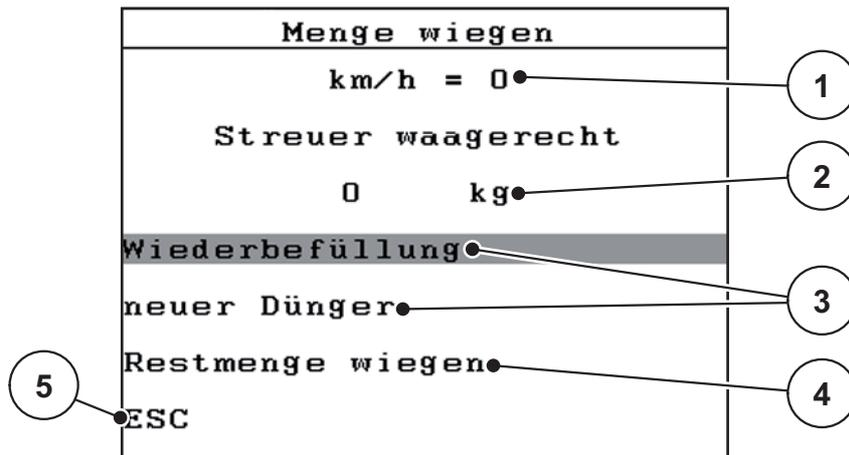 Menge wiegen
km/h = 0
1
Streuer waagerecht
2
0 kg
Wiederbefüllung
3
neuer Dünger
Restmenge wiegen
4
5
ESC